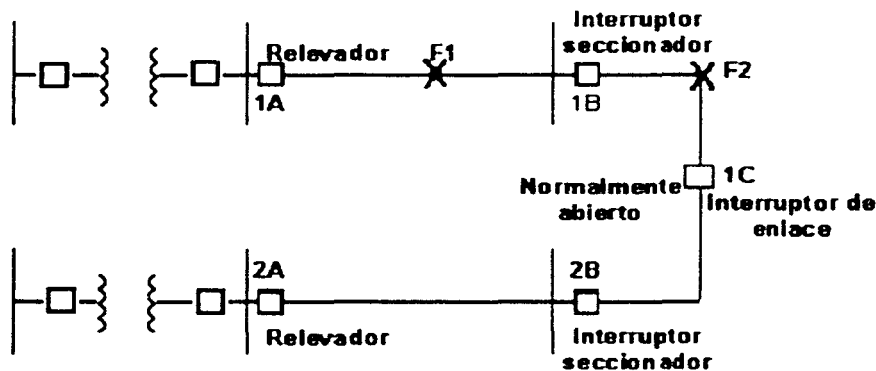 Interruptor
seccionador
Relevador
F1
F2
1A
1B
Normalmente
abierto
1C
Interruptor de
enlace
2A
2B
Relevador
Interruptor
seccionador